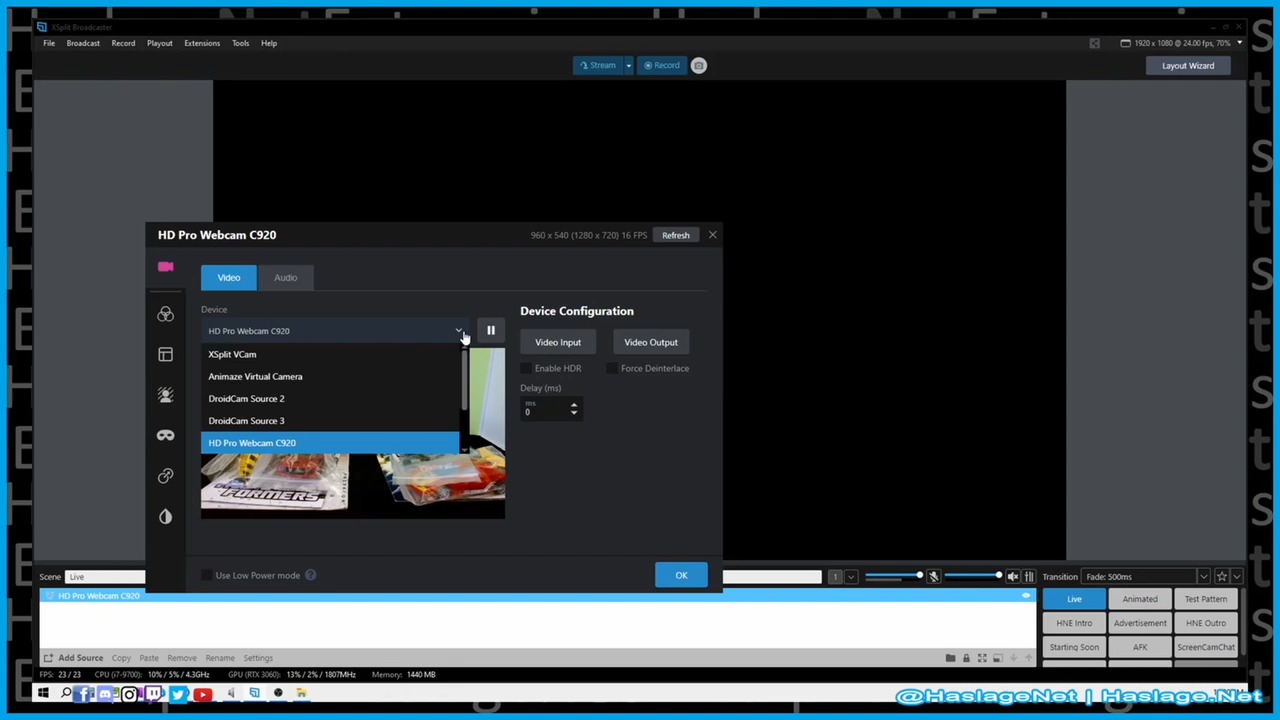 XSplit Broadcaster
File Broadcast Record Playout Extensions Tools Help
1920 x 1080 @ 24.00 fps, 70%
Stream Record
Layout Wizard
HD Pro Webcam C920
960 x 540 (1280 x 720) 16 FPS Refresh
Video Audio
Device
Device Configuration
HD Pro Webcam C920
Video Input Video Output
XSplit VCam
Enable HDR Force Deinterlace
Animaze Virtual Camera
Delay (ms)
DroidCam Source 2
ms
0
DroidCam Source 3
HD Pro Webcam C920
FORMERS
Use Low Power mode ?
OK
Scene Live
1
Transition Fade: 500ms
HD Pro Webcam C920
Live Animated Test Pattern
HNE Intro Advertisement HNE Outro
Starting Soon AFK ScreenCamChat
Add Source Copy Paste Remove Rename Settings
FPS: 23 / 23 CPU (i7-9700): 10% / 5% / 4.3GHz GPU (RTX 3060): 13% / 2% / 1807MHz Memory: 1440 MB
@HaslageNet | Haslage.Net